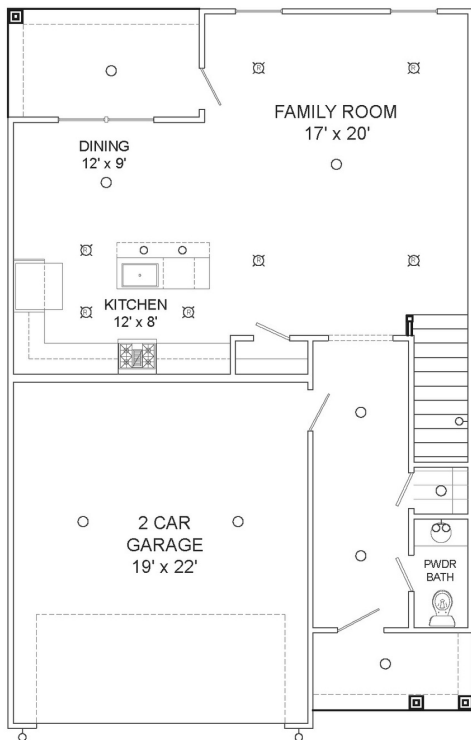 FAMILY ROOM
17' x 20'
DINING
12' x 9'
KITCHEN
12' x 8'
2 CAR
GARAGE
19' x 22'
PWDR
BATH
R
R
R
R
R
R
R